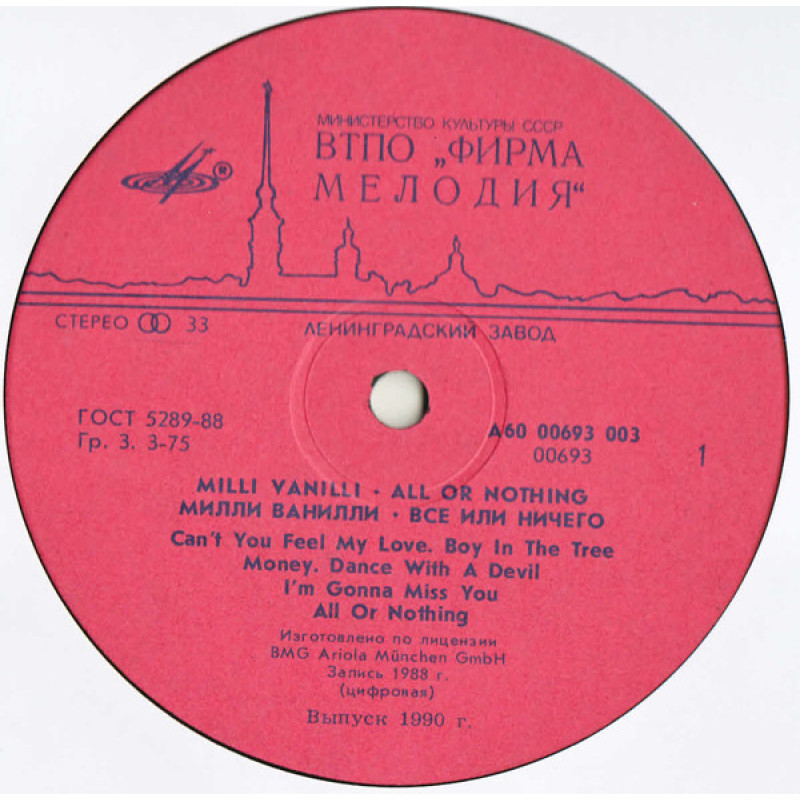 МИНИСТЕРСТВО КУЛЬТУРЫ СССР
ВТПО „ФИРМА
МЕЛОДИЯ“
®
СТЕРЕО 33
ЛЕНИНГРАДСКИЙ ЗАВОД
ГОСТ 5289-88
Гр. 3. 3-75
А60 00693 003
00693
1
MILLI VANILLI · ALL OR NOTHING
МИЛЛИ ВАНИЛЛИ · ВСЕ ИЛИ НИЧЕГО
Can't You Feel My Love. Boy In The Tree
Money. Dance With A Devil
I'm Gonna Miss You
All Or Nothing
Изготовлено по лицензии
BMG Ariola München GmbH
Запись 1988 г.
(цифровая)
Выпуск 1990 г.